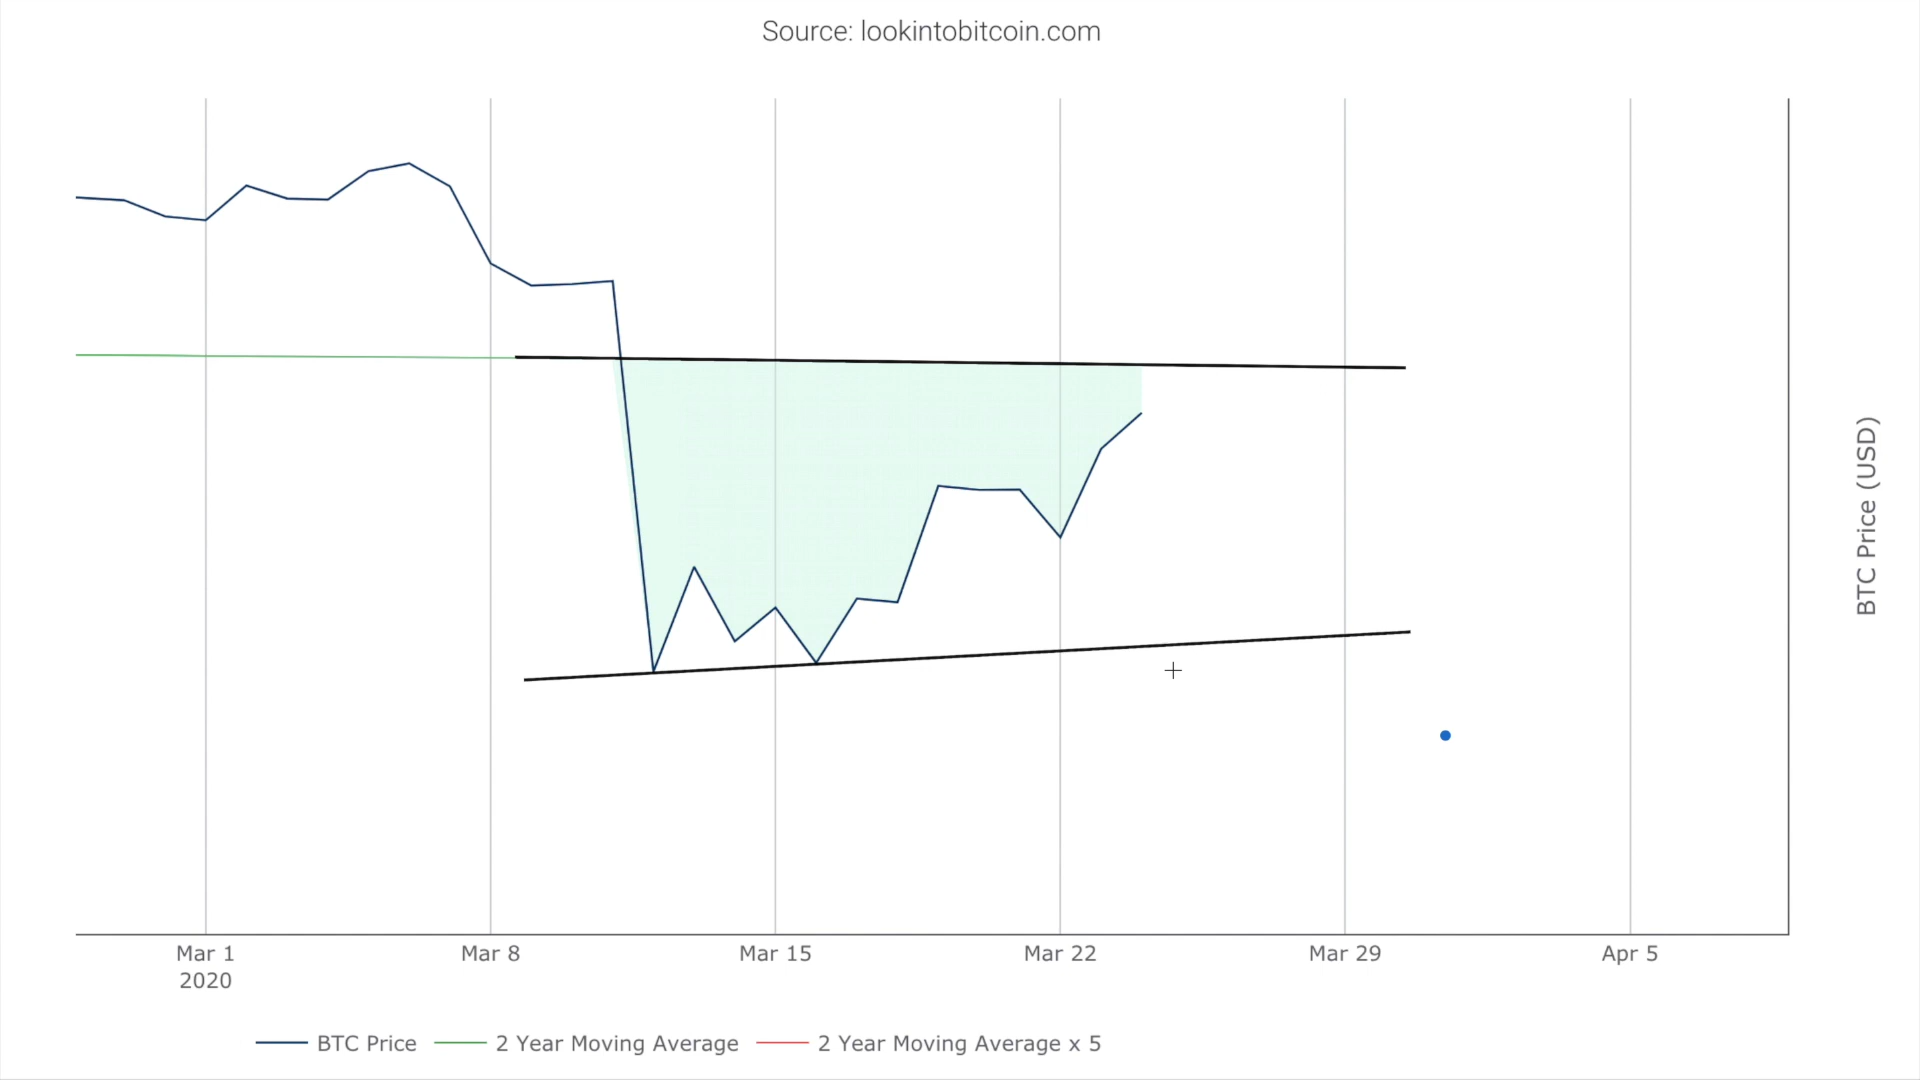 Source: lookintobitcoin.com
BTC Price (USD)
Mar 1
2020
Mar 8
Mar 15
Mar 22
Mar 29
Apr 5
BTC Price
2 Year Moving Average
2 Year Moving Average x 5